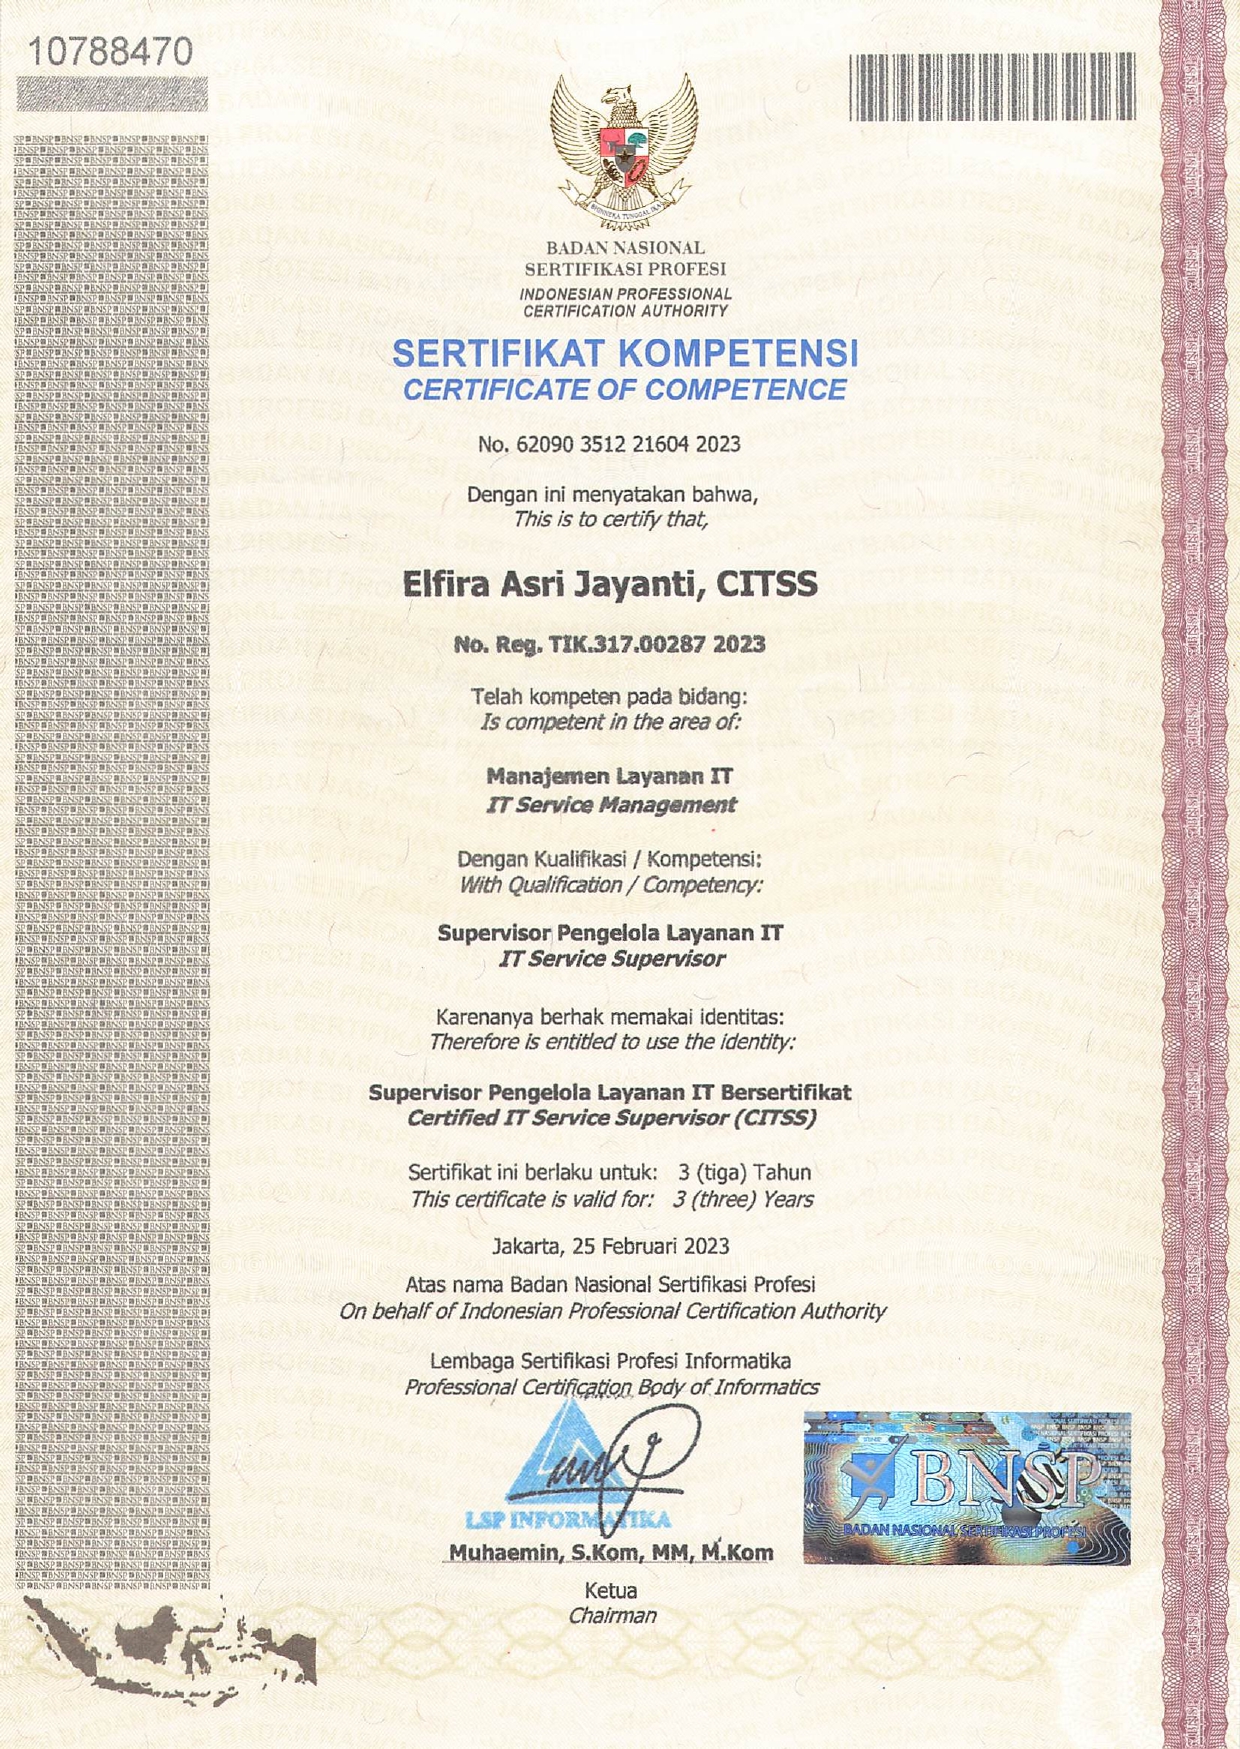 10788470
BHINNEKA TUNGGAL IKA
BADAN NASIONAL
SERTIFIKASI PROFESI
INDONESIAN PROFESSIONAL
CERTIFICATION AUTHORITY
SERTIFIKAT KOMPETENSI
CERTIFICATE OF COMPETENCE
No. 62090 3512 21604 2023
Dengan ini menyatakan bahwa,
This is to certify that,
Elfira Asri Jayanti, CITSS
No. Reg. TIK.317.00287 2023
Telah kompeten pada bidang:
Is competent in the area of:
Manajemen Layanan IT
IT Service Management
Dengan Kualifikasi / Kompetensi:
With Qualification / Competency:
Supervisor Pengelola Layanan IT
IT Service Supervisor
Karenanya berhak memakai identitas:
Therefore is entitled to use the identity:
Supervisor Pengelola Layanan IT Bersertifikat
Certified IT Service Supervisor (CITSS)
Sertifikat ini berlaku untuk: 3 (tiga) Tahun
This certificate is valid for: 3 (three) Years
Jakarta, 25 Februari 2023
Atas nama Badan Nasional Sertifikasi Profesi
On behalf of Indonesian Professional Certification Authority
Lembaga Sertifikasi Profesi Informatika
Professional Certification Body of Informatics
LSP INFORMATIKA
BNSP
BADAN NASIONAL SERTIFIKASI PROFESI
Muhaemin, S.Kom, MM, M.Kom
Ketua
Chairman